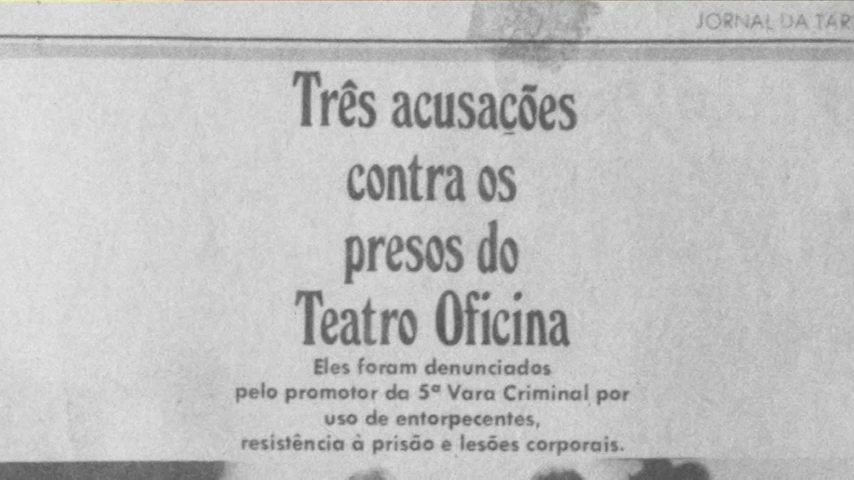 JORNAL DA TAR
Três acusações
contra os
presos do
Teatro Oficina
Eles foram denunciados
pelo promotor da 5ª Vara Criminal por
uso de entorpecentes,
resistência à prisão e lesões corporais.